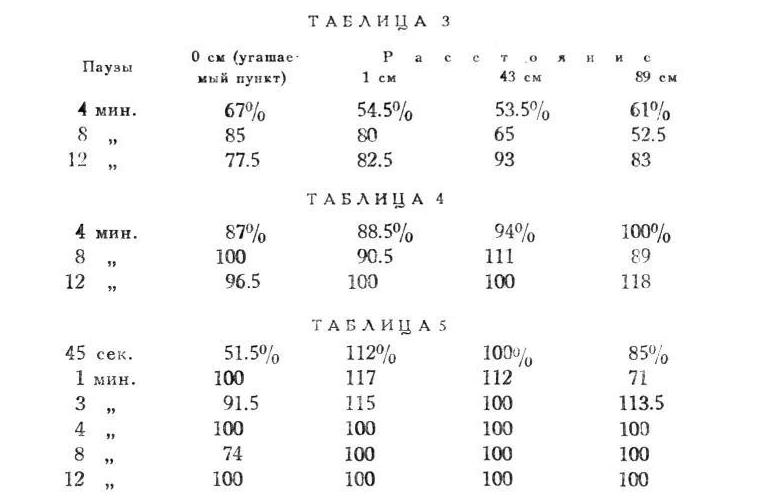 ТАБЛИЦА 3
Паузы 0 см (угашаемый пункт) Расстояние
1 см 43 см 89 см
4 мин. 67% 54.5% 53.5% 61%
8 „ 85 80 65 52.5
12 „ 77.5 82.5 93 83
ТАБЛИЦА 4
4 мин. 87% 88.5% 94% 100%
8 „ 100 90.5 111 89
12 „ 96.5 100 100 118
ТАБЛИЦА 5
45 сек. 51.5% 112% 100% 85%
1 мин. 100 117 112 71
3 „ 91.5 115 100 113.5
4 „ 100 100 100 100
8 „ 74 100 100 100
12 „ 100 100 100 100